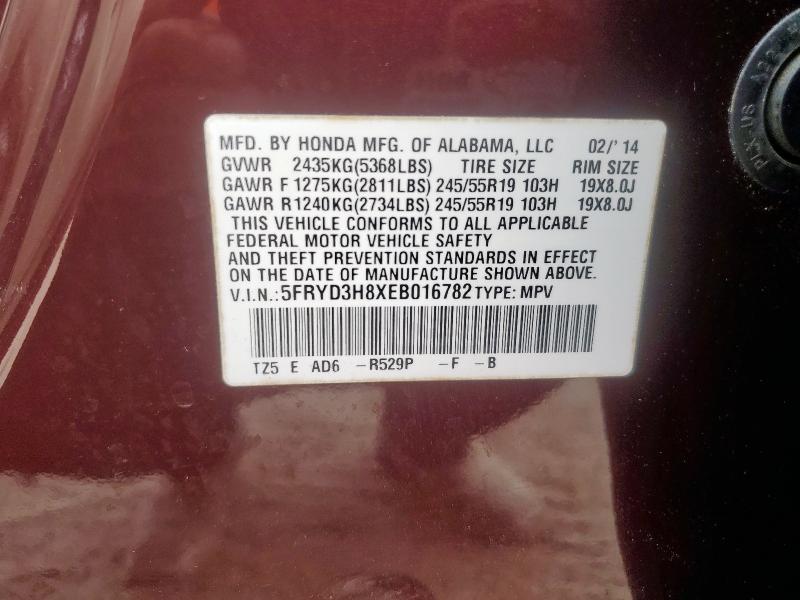 MFD. BY HONDA MFG. OF ALABAMA, LLC 02/'14
GVWR 2435KG(5368LBS) TIRE SIZE RIM SIZE
GAWR F 1275KG(2811LBS) 245/55R19 103H 19X8.0J
GAWR R1240KG(2734LBS) 245/55R19 103H 19X8.0J
THIS VEHICLE CONFORMS TO ALL APPLICABLE
FEDERAL MOTOR VEHICLE SAFETY
AND THEFT PREVENTION STANDARDS IN EFFECT
ON THE DATE OF MANUFACTURE SHOWN ABOVE.
V.I.N.: 5FRYD3H8XEB016782 TYPE: MPV
TZ5 E AD6 -R529P -F -B